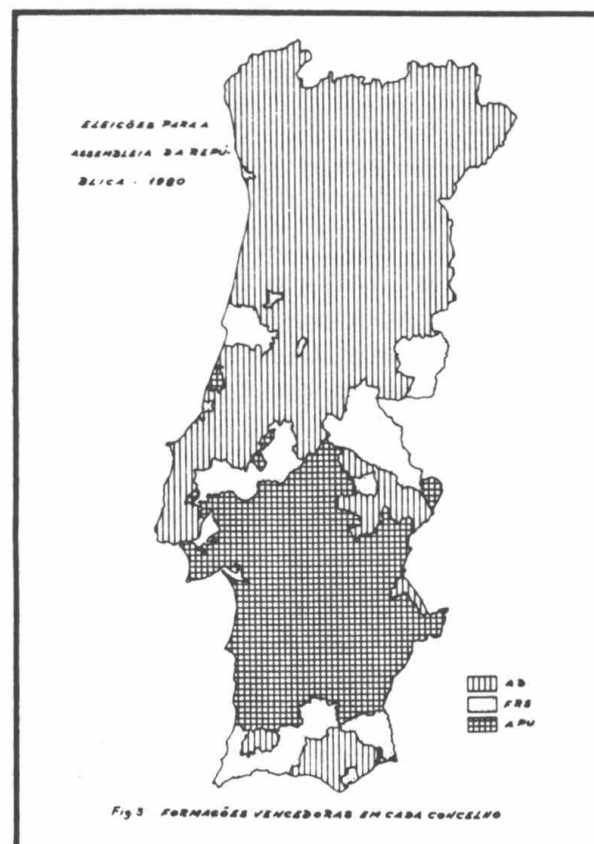 ELEIÇÕES PARA A
ASSEMBLEIA DA REPÚ-
BLICA - 1980
AD
FRS
APU
Fig. 3 FORMAÇÕES VENCEDORAS EM CADA CONCELHO